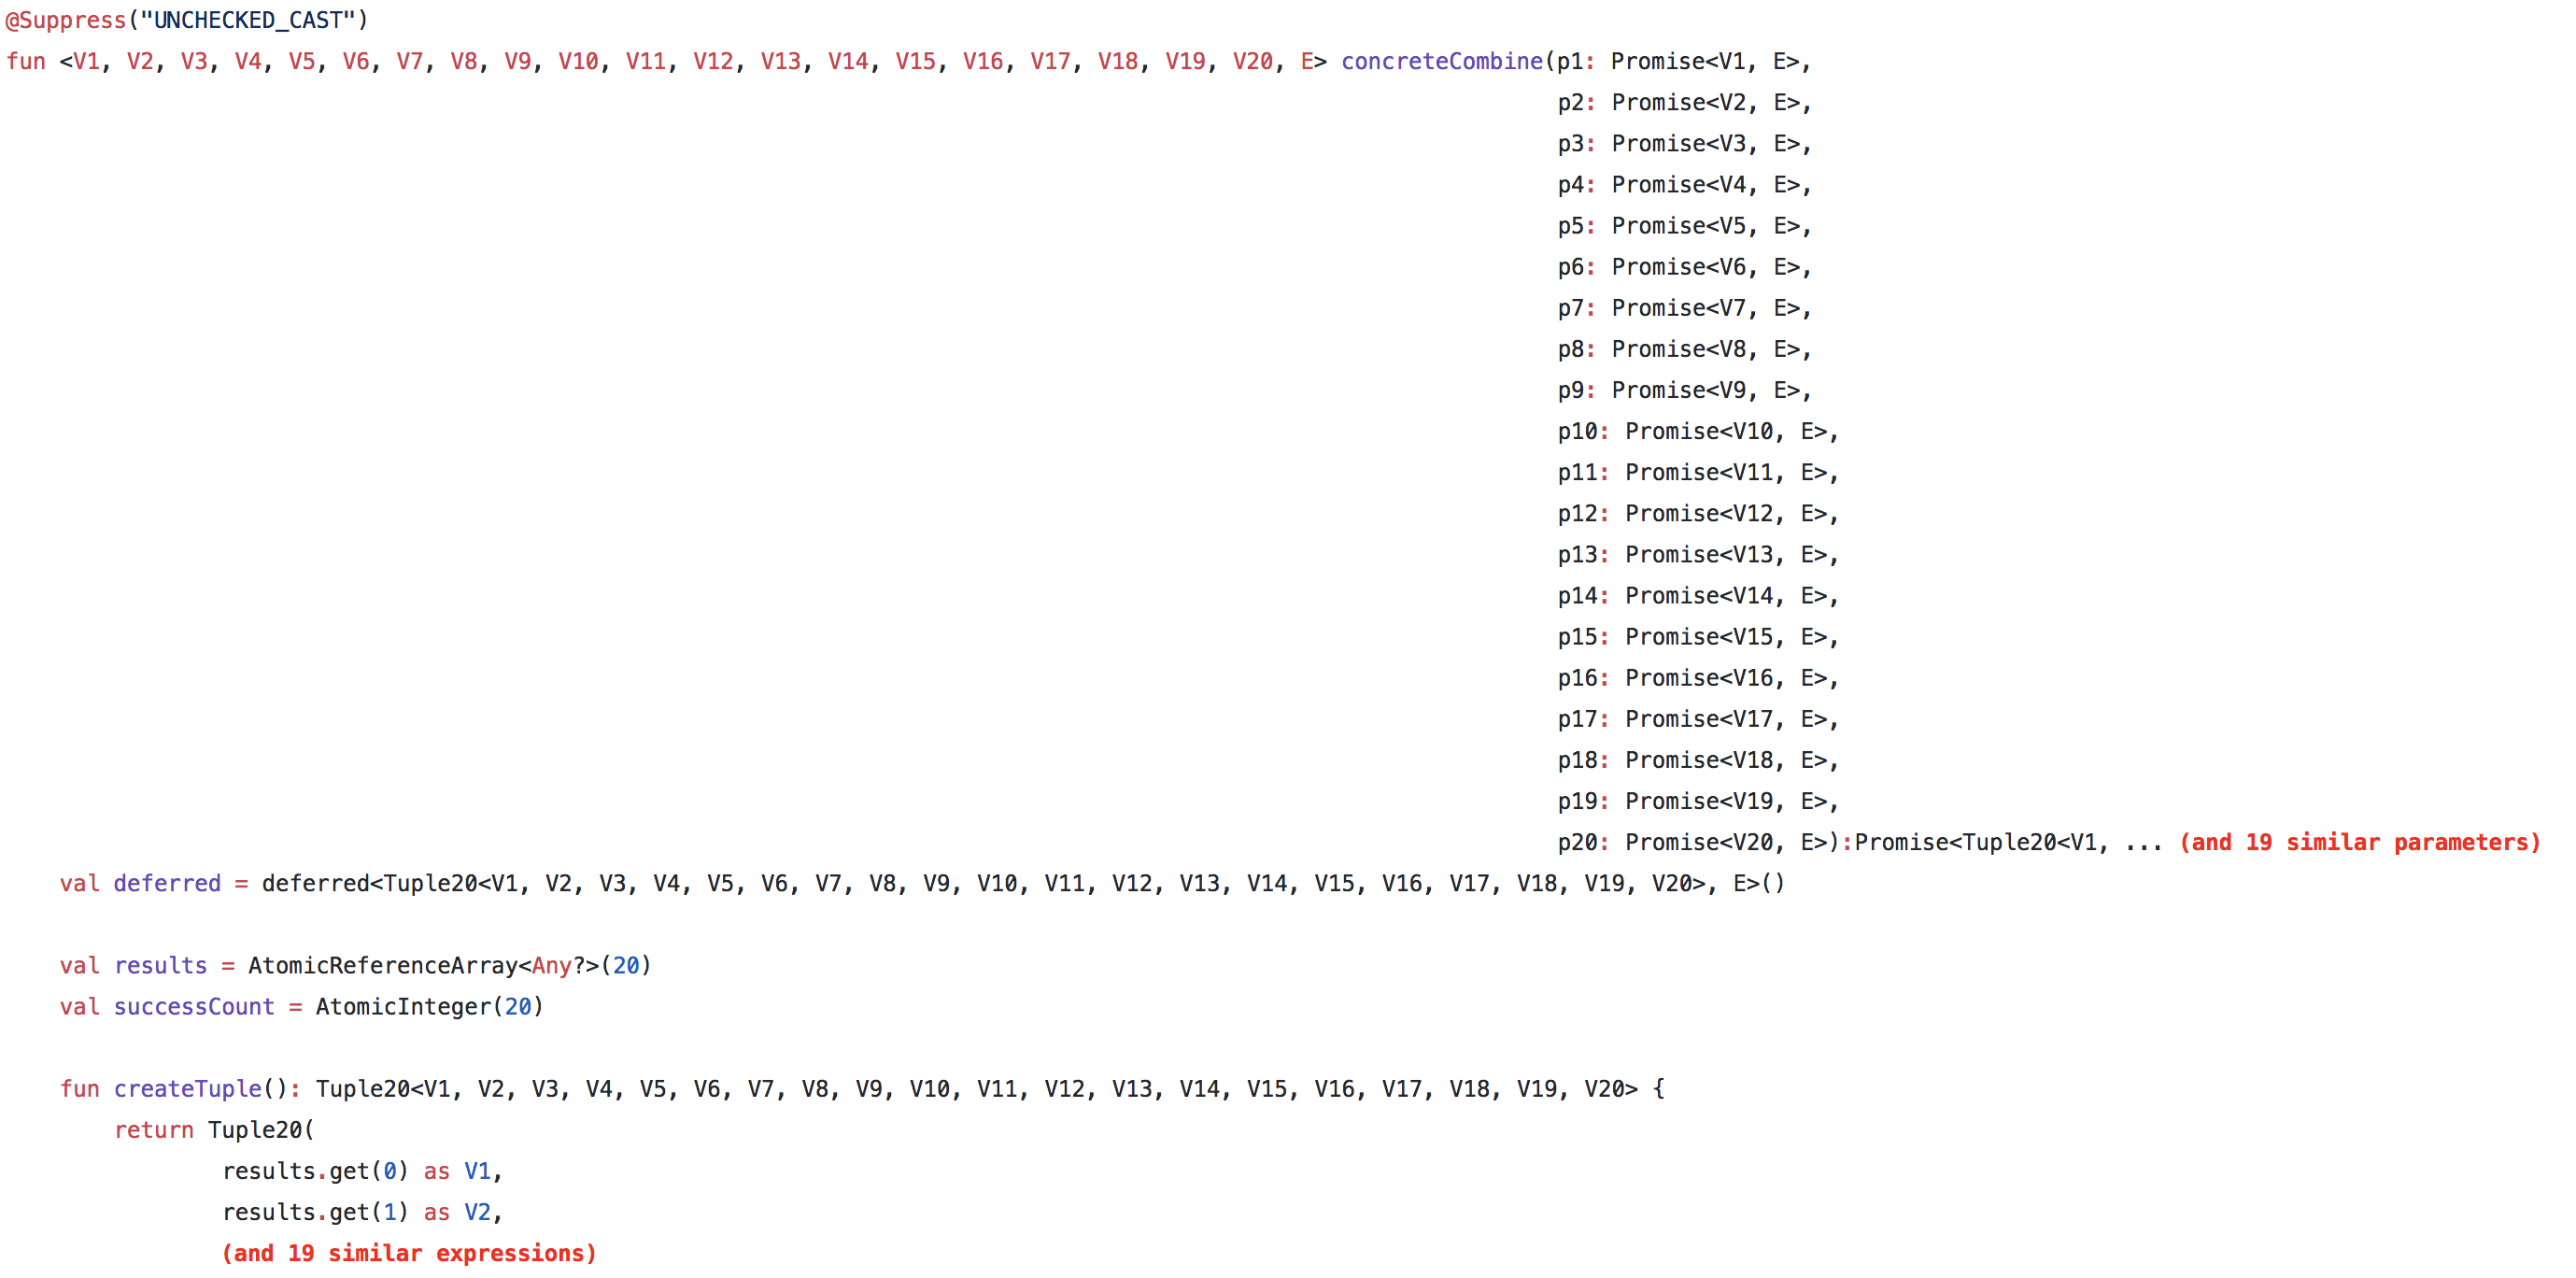 @Suppress("UNCHECKED_CAST")
fun <V1, V2, V3, V4, V5, V6, V7, V8, V9, V10, V11, V12, V13, V14, V15, V16, V17, V18, V19, V20, E> concreteCombine(p1: Promise<V1, E>,
p2: Promise<V2, E>,
p3: Promise<V3, E>,
p4: Promise<V4, E>,
p5: Promise<V5, E>,
p6: Promise<V6, E>,
p7: Promise<V7, E>,
p8: Promise<V8, E>,
p9: Promise<V9, E>,
p10: Promise<V10, E>,
p11: Promise<V11, E>,
p12: Promise<V12, E>,
p13: Promise<V13, E>,
p14: Promise<V14, E>,
p15: Promise<V15, E>,
p16: Promise<V16, E>,
p17: Promise<V17, E>,
p18: Promise<V18, E>,
p19: Promise<V19, E>,
p20: Promise<V20, E>):Promise<Tuple20<V1, ... (and 19 similar parameters)
val deferred = deferred<Tuple20<V1, V2, V3, V4, V5, V6, V7, V8, V9, V10, V11, V12, V13, V14, V15, V16, V17, V18, V19, V20>, E>()
val results = AtomicReferenceArray<Any?>(20)
val successCount = AtomicInteger(20)
fun createTuple(): Tuple20<V1, V2, V3, V4, V5, V6, V7, V8, V9, V10, V11, V12, V13, V14, V15, V16, V17, V18, V19, V20> {
return Tuple20(
results.get(0) as V1,
results.get(1) as V2,
(and 19 similar expressions)